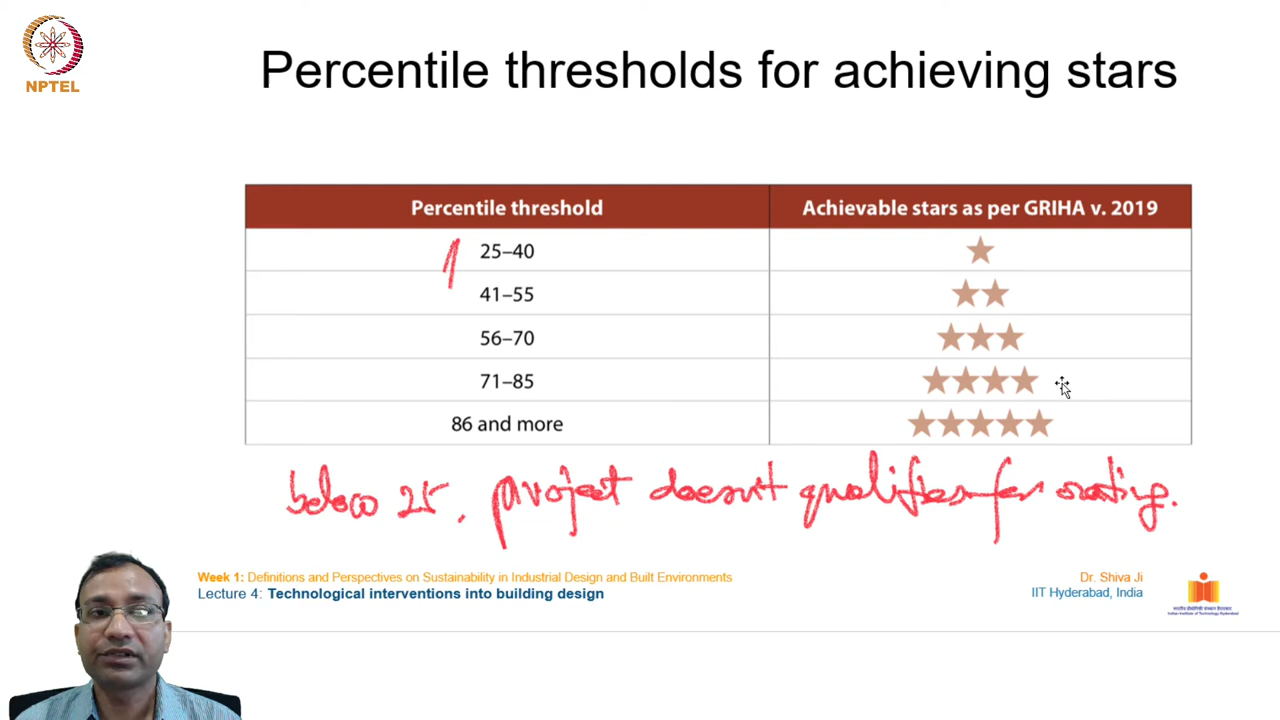 NPTEL
Percentile thresholds for achieving stars
Percentile threshold
Achievable stars as per GRIHA v. 2019
25–40
41–55
56–70
71–85
86 and more
below 25, project doesn't qualifies for rating.
Week 1: Definitions and Perspectives on Sustainability in Industrial Design and Built Environments
Lecture 4: Technological interventions into building design
Dr. Shiva Ji
IIT Hyderabad, India